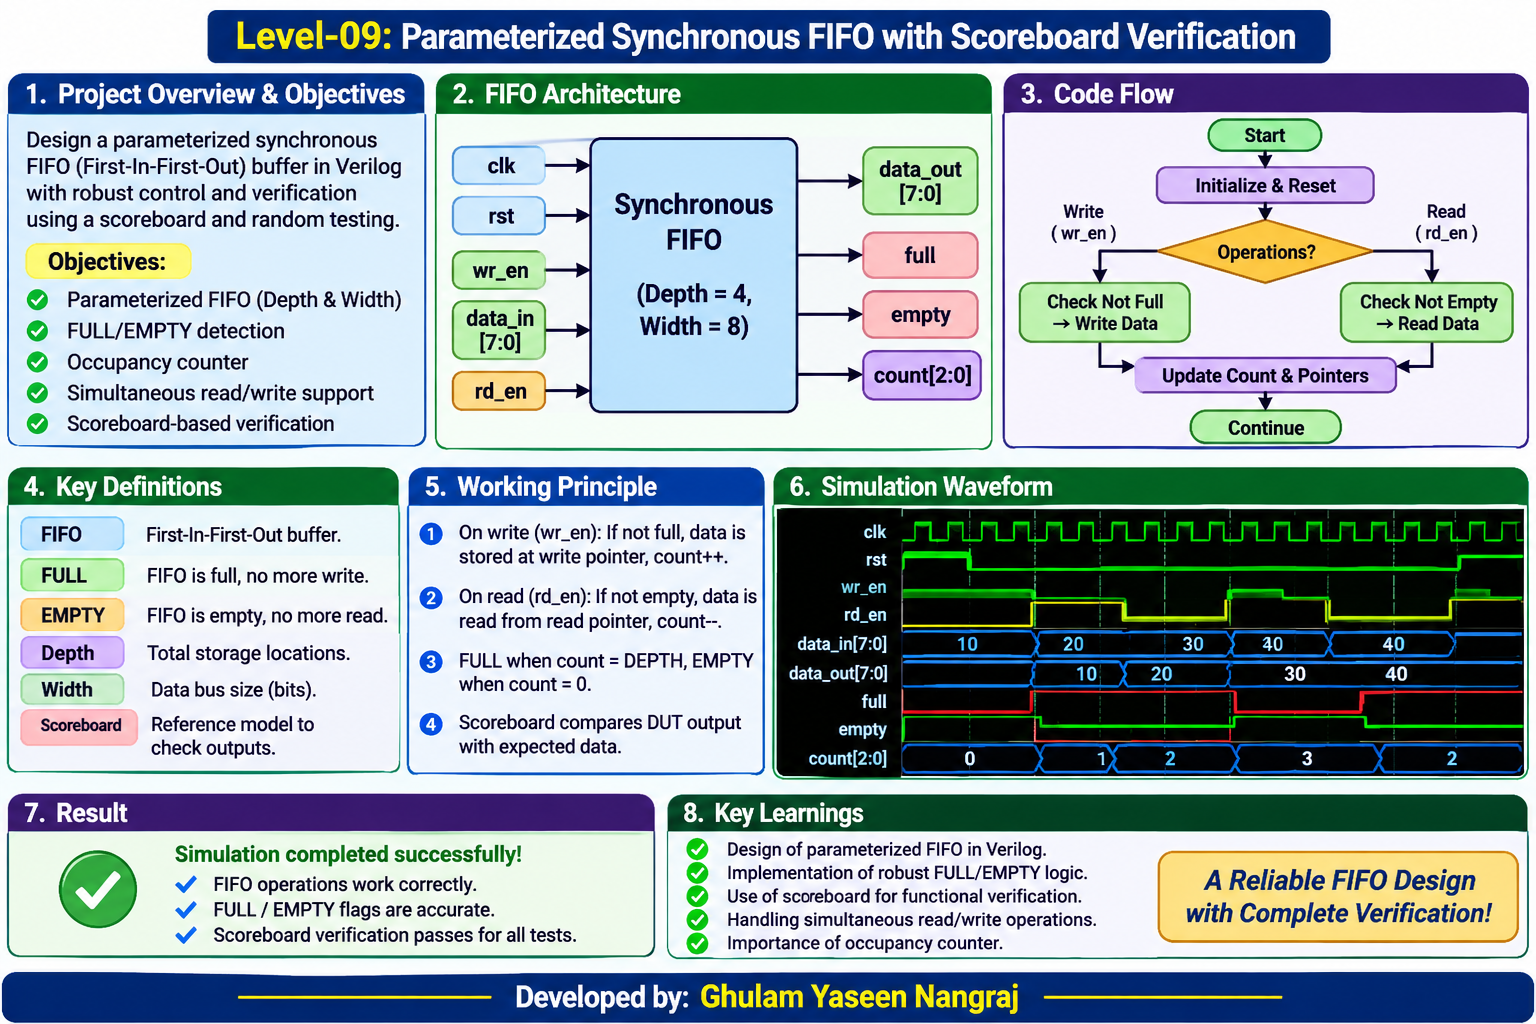 Level-09: Parameterized Synchronous FIFO with Scoreboard Verification
1. Project Overview & Objectives
Design a parameterized synchronous
FIFO (First-In-First-Out) buffer in Verilog
with robust control and verification
using a scoreboard and random testing.
Objectives:
Parameterized FIFO (Depth & Width)
FULL/EMPTY detection
Occupancy counter
Simultaneous read/write support
Scoreboard-based verification
2. FIFO Architecture
clk
rst
wr_en
data_in
[7:0]
rd_en
Synchronous
FIFO
(Depth = 4,
Width = 8)
data_out
[7:0]
full
empty
count[2:0]
3. Code Flow
Start
Initialize & Reset
Write
( wr_en )
Operations?
Read
( rd_en )
Check Not Full
→ Write Data
Check Not Empty
→ Read Data
Update Count & Pointers
Continue
4. Key Definitions
FIFO First-In-First-Out buffer.
FULL FIFO is full, no more write.
EMPTY FIFO is empty, no more read.
Depth Total storage locations.
Width Data bus size (bits).
Scoreboard Reference model to
check outputs.
5. Working Principle
1 On write (wr_en): If not full, data is
stored at write pointer, count++.
2 On read (rd_en): If not empty, data is
read from read pointer, count--.
3 FULL when count = DEPTH, EMPTY
when count = 0.
4 Scoreboard compares DUT output
with expected data.
6. Simulation Waveform
clk
rst
wr_en
rd_en
data_in[7:0] 10 20 30 40 40
data_out[7:0] 10 20 30 40
full
empty
count[2:0] 0 1 2 3 2
7. Result
Simulation completed successfully!
FIFO operations work correctly.
FULL / EMPTY flags are accurate.
Scoreboard verification passes for all tests.
8. Key Learnings
Design of parameterized FIFO in Verilog.
Implementation of robust FULL/EMPTY logic.
Use of scoreboard for functional verification.
Handling simultaneous read/write operations.
Importance of occupancy counter.
A Reliable FIFO Design
with Complete Verification!
Developed by: Ghulam Yaseen Nangraj